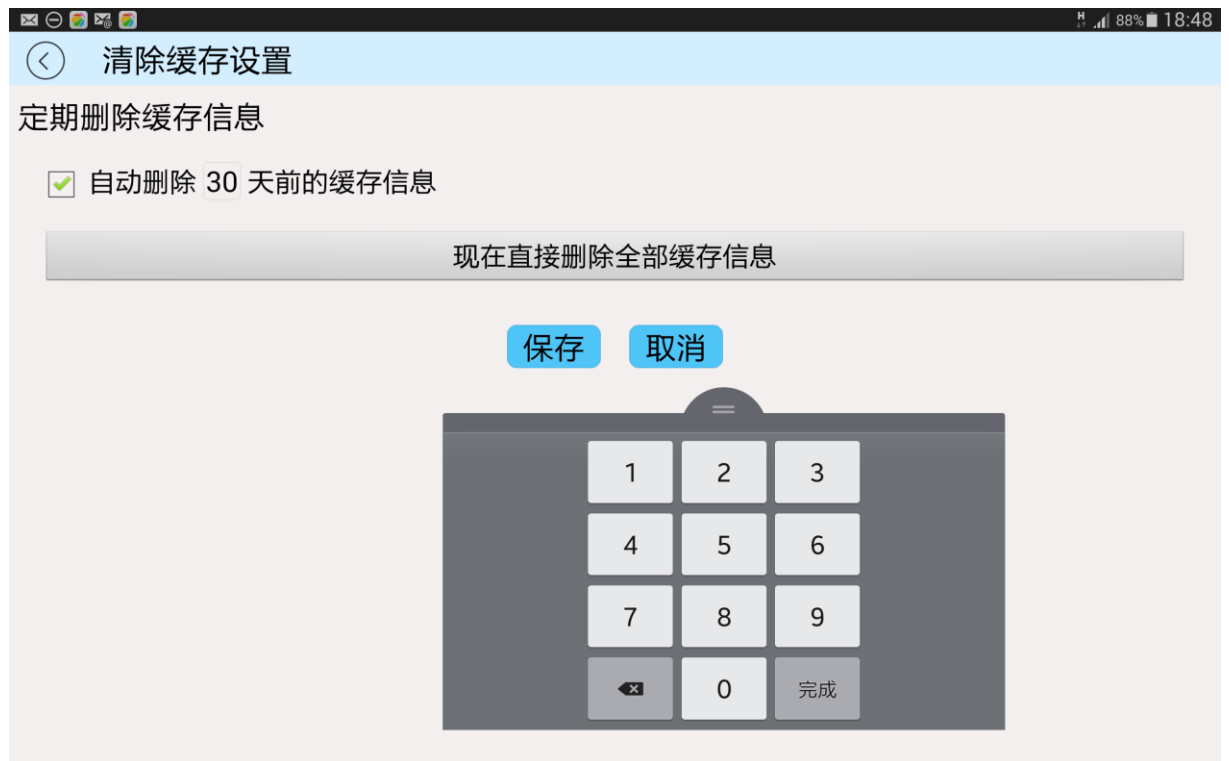 H 88% 18:48
清除缓存设置
定期删除缓存信息
自动删除 30 天前的缓存信息
现在直接删除全部缓存信息
保存 取消
1 2 3
4 5 6
7 8 9
0 完成